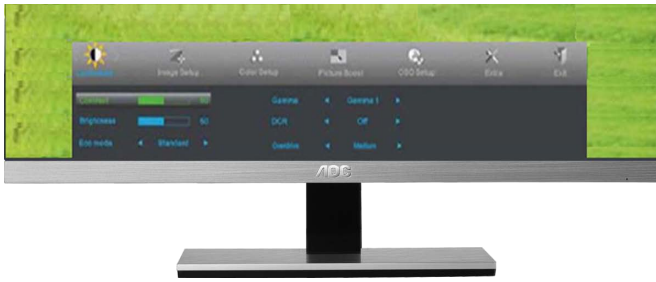 Luminance Image Setup Color Setup Picture Boost OSD Setup Extra Exit
Contrast 50 Gamma Gamma 1
Brightness 50 DCR Off
Eco mode Standard Overdrive Medium
AOC